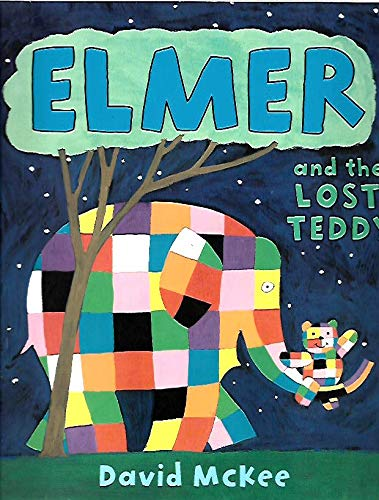 ELMER
and the
LOST
TEDDY
David McKee